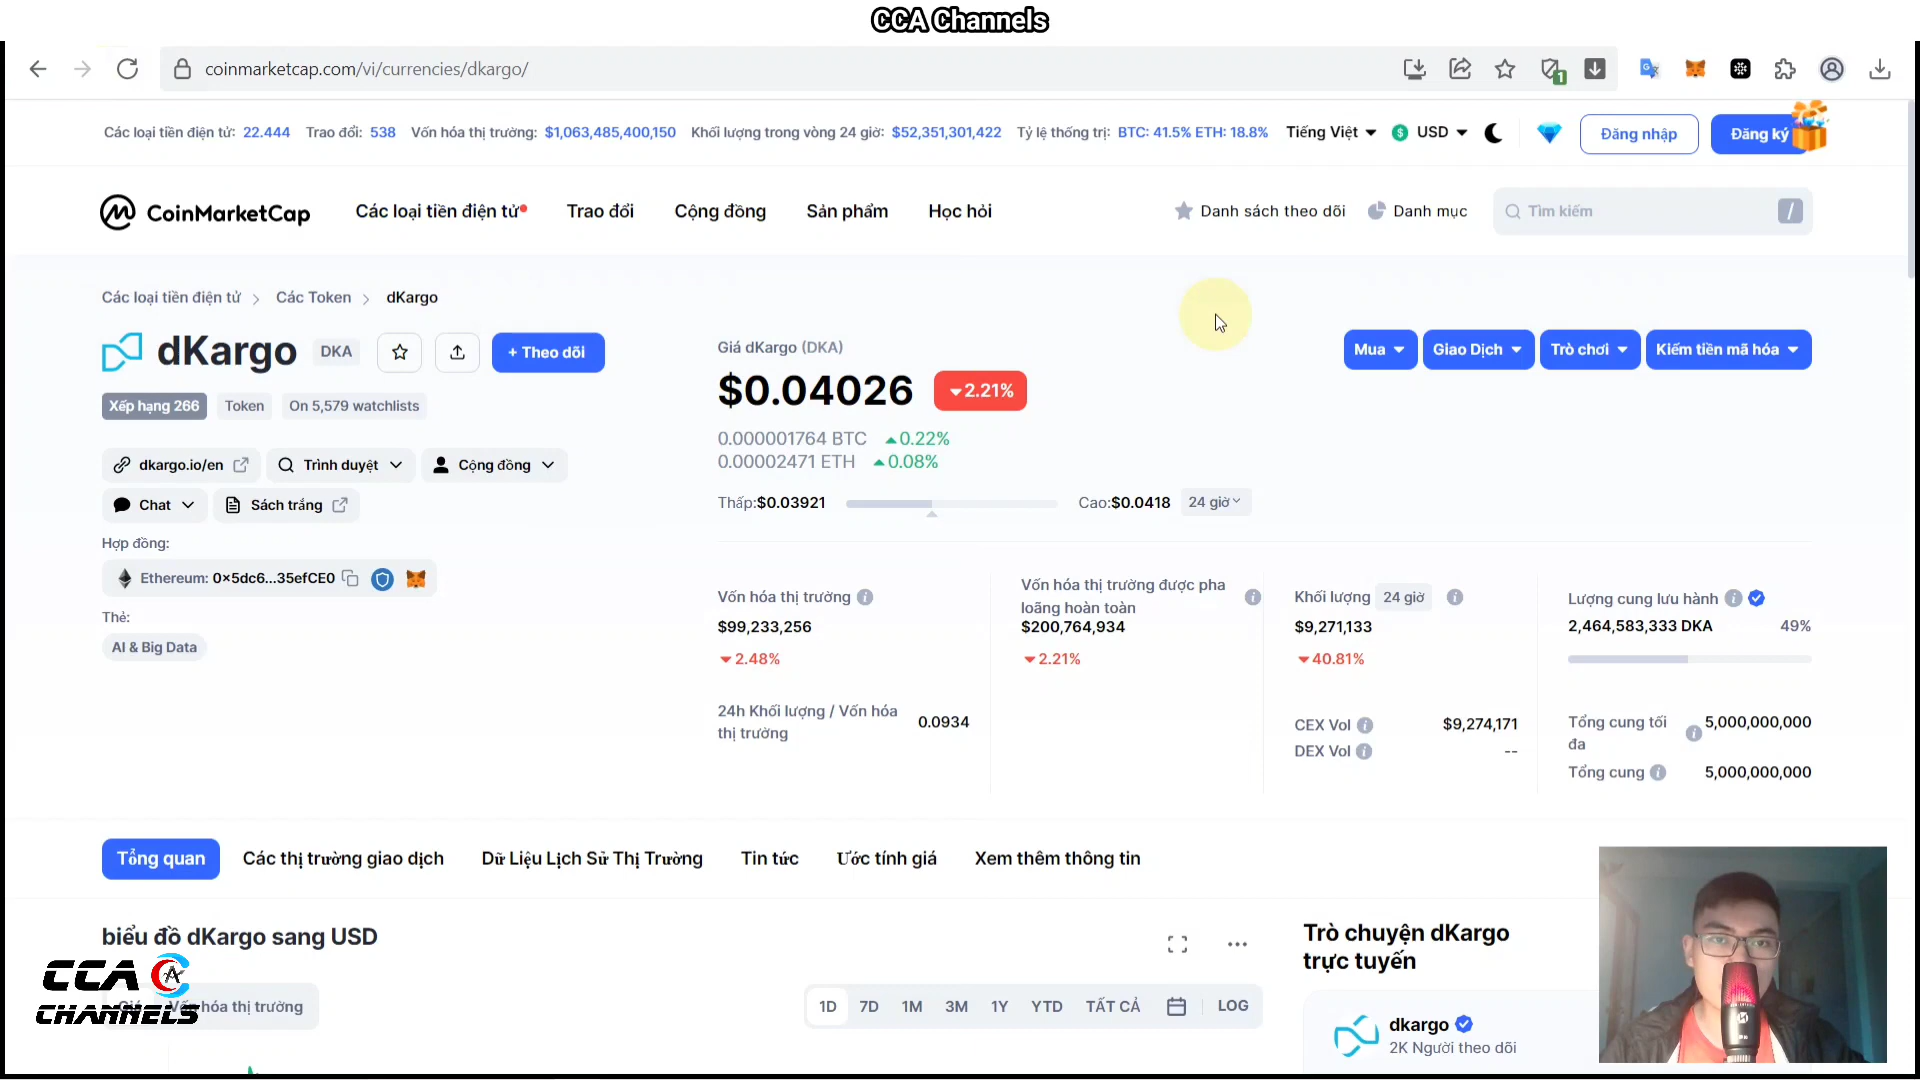 CCA Channels
coinmarketcap.com/vi/currencies/dkargo/
1
Các loại tiền điện tử: 22.444 Trao đổi: 538 Vốn hóa thị trường: $1,063,485,400,150 Khối lượng trong vòng 24 giờ: $52,351,301,422 Tỷ lệ thống trị: BTC: 41.5% ETH: 18.8% Tiếng Việt USD Đăng nhập Đăng ký
CoinMarketCap Các loại tiền điện tử Trao đổi Cộng đồng Sản phẩm Học hỏi Danh sách theo dõi Danh mục Tìm kiếm /
Các loại tiền điện tử > Các Token > dKargo
dKargo DKA + Theo dõi
Xếp hạng 266 Token On 5,579 watchlists
dkargo.io/en Trình duyệt Cộng đồng
Chat Sách trắng
Hợp đồng:
Ethereum: 0x5dc6...35efCE0
Thẻ:
AI & Big Data
Giá dKargo (DKA)
$0.04026 2.21%
0.000001764 BTC 0.22%
0.00002471 ETH 0.08%
Thấp:$0.03921 Cao:$0.0418 24 giờ
Mua Giao Dịch Trò chơi Kiếm tiền mã hóa
Vốn hóa thị trường
$99,233,256
2.48%
24h Khối lượng / Vốn hóa
thị trường
0.0934
Vốn hóa thị trường được pha
loãng hoàn toàn
$200,764,934
2.21%
Khối lượng 24 giờ
$9,271,133
40.81%
CEX Vol $9,274,171
DEX Vol --
Lượng cung lưu hành
2,464,583,333 DKA 49%
Tổng cung tối
đa
5,000,000,000
Tổng cung 5,000,000,000
Tổng quan Các thị trường giao dịch Dữ Liệu Lịch Sử Thị Trường Tin tức Ước tính giá Xem thêm thông tin
biểu đồ dKargo sang USD
Giá Vốn hóa thị trường
CCA
CHANNELS
1D 7D 1M 3M 1Y YTD TẤT CẢ LOG
Trò chuyện dKargo
trực tuyến
dkargo
2K Người theo dõi